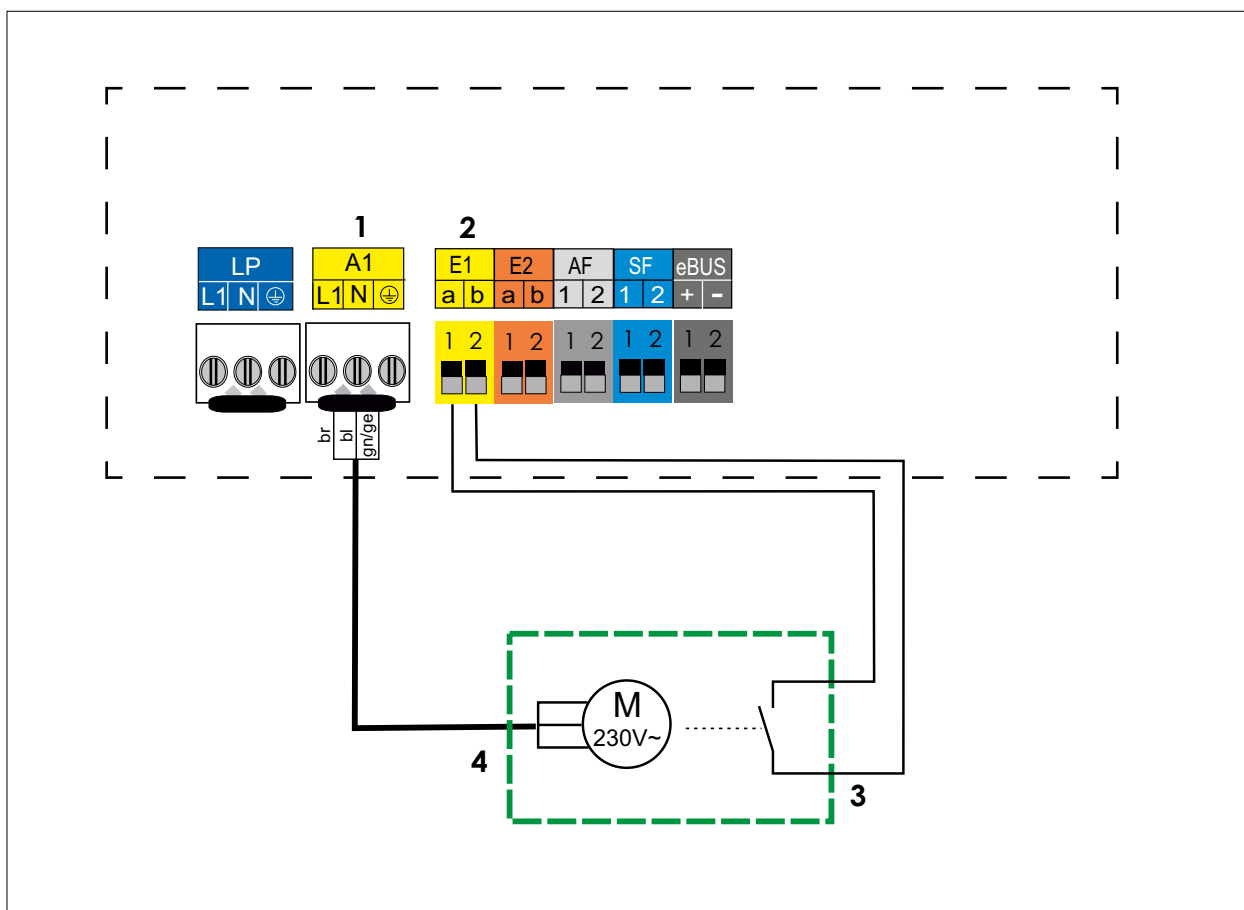 1 2
LP A1 E1 E2 AF SF eBUS
L1 N L1 N a b a b 1 2 1 2 + -
1 2 1 2 1 2 1 2 1 2
br bl gn/ge
M
230V~
4
3